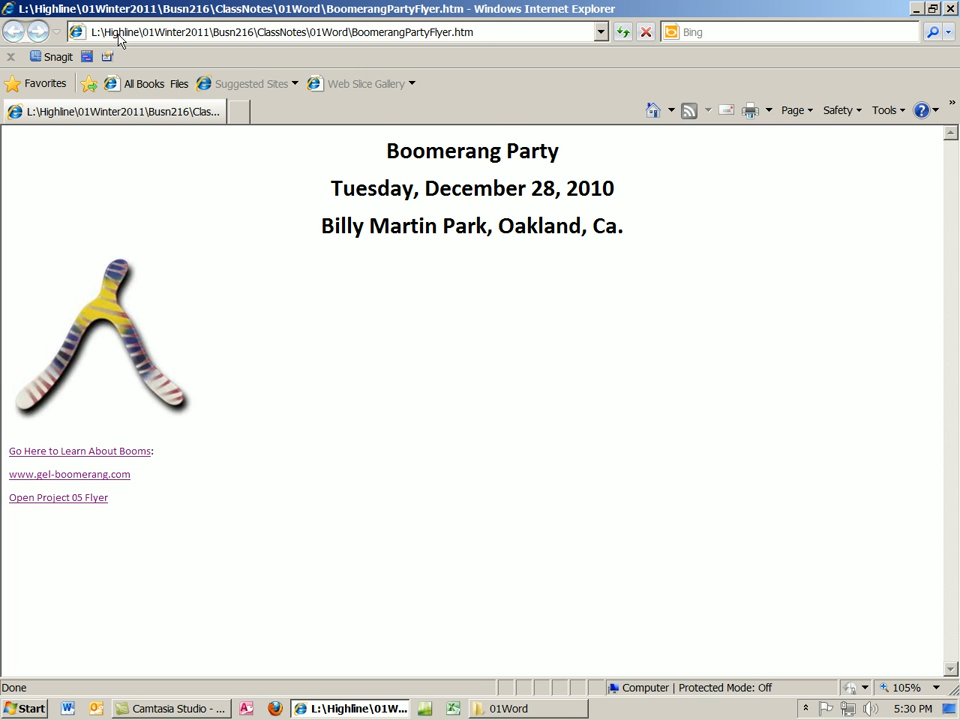 L:\Highline\01Winter2011\Busn216\ClassNotes\01Word\BoomerangPartyFlyer.htm - Windows Internet Explorer
L:\Highline\01Winter2011\Busn216\ClassNotes\01Word\BoomerangPartyFlyer.htm
Bing
x Snagit
Favorites All Books Files Suggested Sites Web Slice Gallery
L:\Highline\01Winter2011\Busn216\Clas... Page Safety Tools
Boomerang Party
Tuesday, December 28, 2010
Billy Martin Park, Oakland, Ca.
Go Here to Learn About Booms:
www.gel-boomerang.com
Open Project 05 Flyer
Done Computer | Protected Mode: Off 105%
Start Camtasia Studio - ... L:\Highline\01W... 01Word 5:30 PM